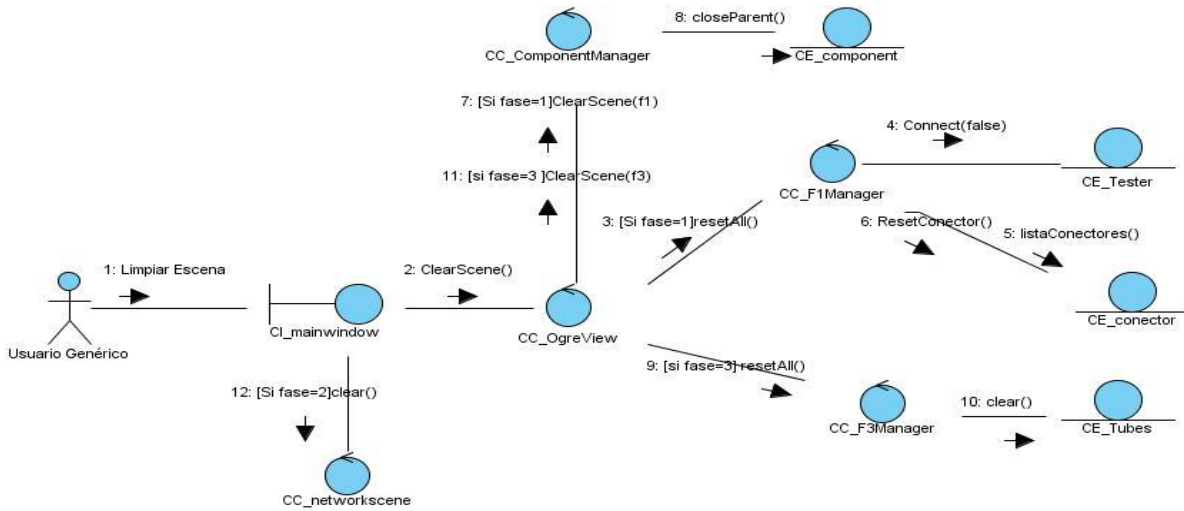 8: closeParent()
CC_ComponentManager
CE_component
7: [Si fase=1]ClearScene(f1)
4: Connect(false)
11: [si fase=3 ]ClearScene(f3)
CC_F1Manager
CE_Tester
3: [Si fase=1]resetAll()
6: ResetConector()
5: listaConectores()
1: Limpiar Escena
2: ClearScene()
CI_mainwindow
CC_OgreView
CE_conector
Usuario Genérico
9: [si fase=3] resetAll()
12: [Si fase=2]clear()
10: clear()
CC_F3Manager
CE_Tubes
CC_networkscene